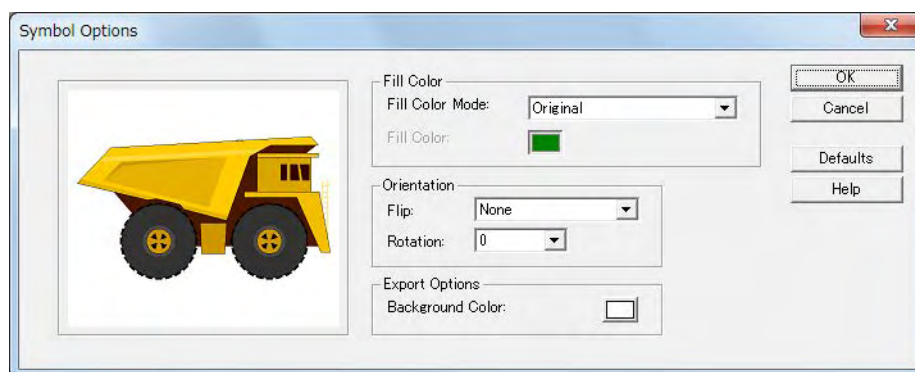 Symbol Options
Fill Color
Fill Color Mode: Original
Fill Color:
Orientation
Flip: None
Rotation: 0
Export Options
Background Color:
OK
Cancel
Defaults
Help